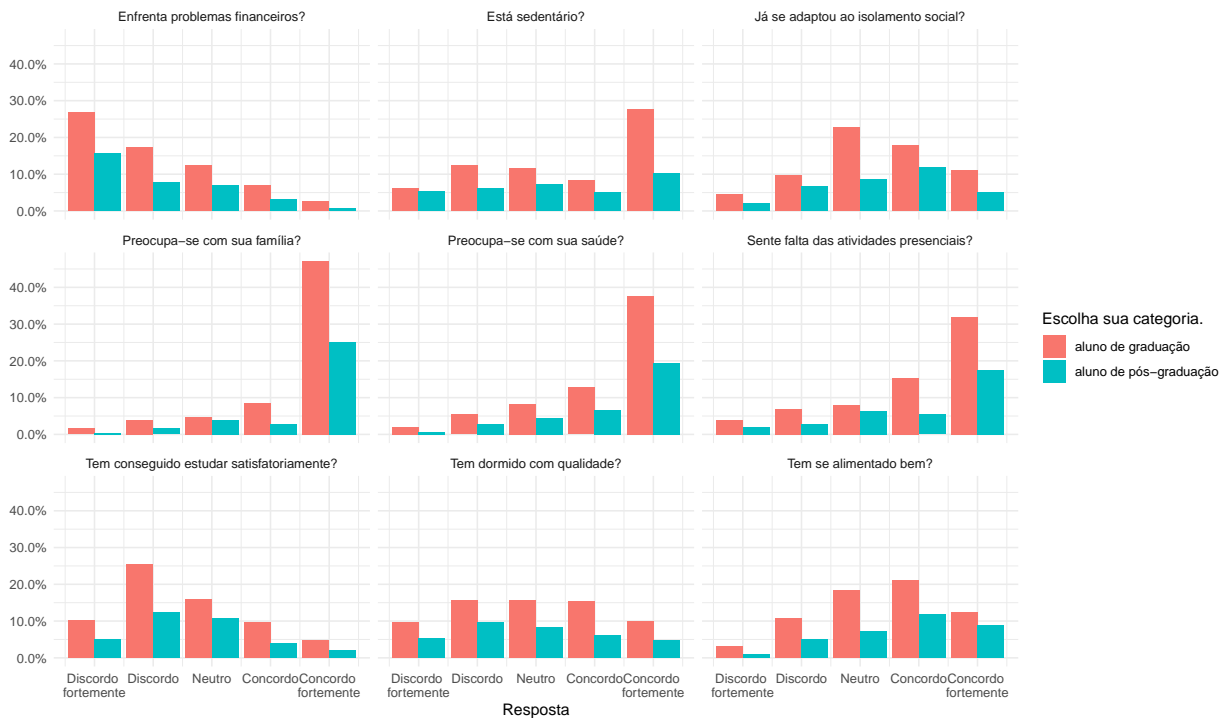 Enfrenta problemas financeiros?
Está sedentário?
Já se adaptou ao isolamento social?
40.0%
30.0%
20.0%
10.0%
0.0%
Preocupa−se com sua família?
Preocupa−se com sua saúde?
Sente falta das atividades presenciais?
40.0%
30.0%
20.0%
10.0%
0.0%
Tem conseguido estudar satisfatoriamente?
Tem dormido com qualidade?
Tem se alimentado bem?
40.0%
30.0%
20.0%
10.0%
0.0%
Discordo
fortemente
Discordo
Neutro
Concordo
Concordo
fortemente
Discordo
fortemente
Discordo
Neutro
Concordo
Concordo
fortemente
Discordo
fortemente
Discordo
Neutro
Concordo
Concordo
fortemente
Resposta
Escolha sua categoria.
aluno de graduação
aluno de pós−graduação